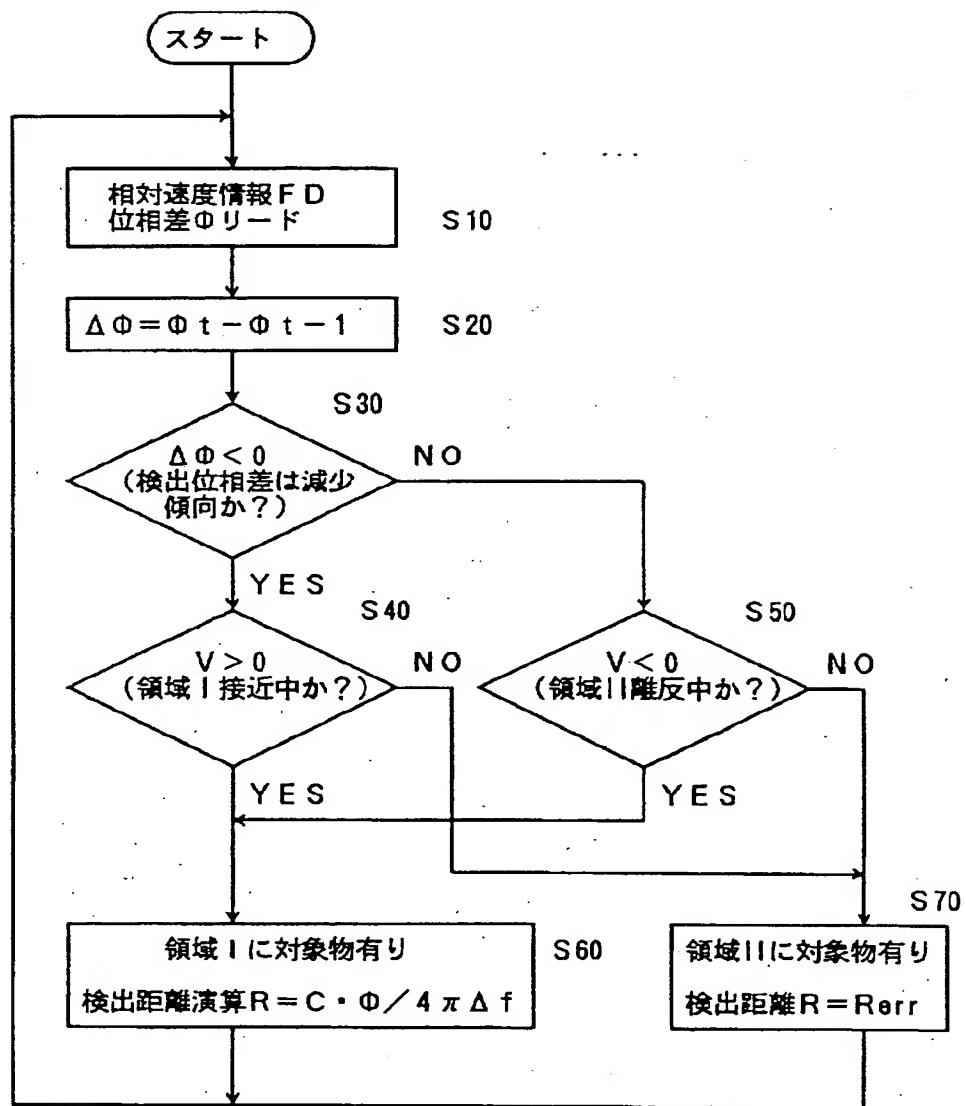 スタート
相対速度情報FD
位相差Φリード
S10
ΔΦ=Φt-Φt-1
S20
S30
ΔΦ<0
(検出位相差は減少
傾向か?)
NO
YES
S40
V>0
(領域I接近中か?)
NO
YES
S50
V<0
(領域II離反中か?)
NO
YES
領域Iに対象物有り
検出距離演算R=C・Φ/4πΔf
S60
S70
領域IIに対象物有り
検出距離R=Rerr